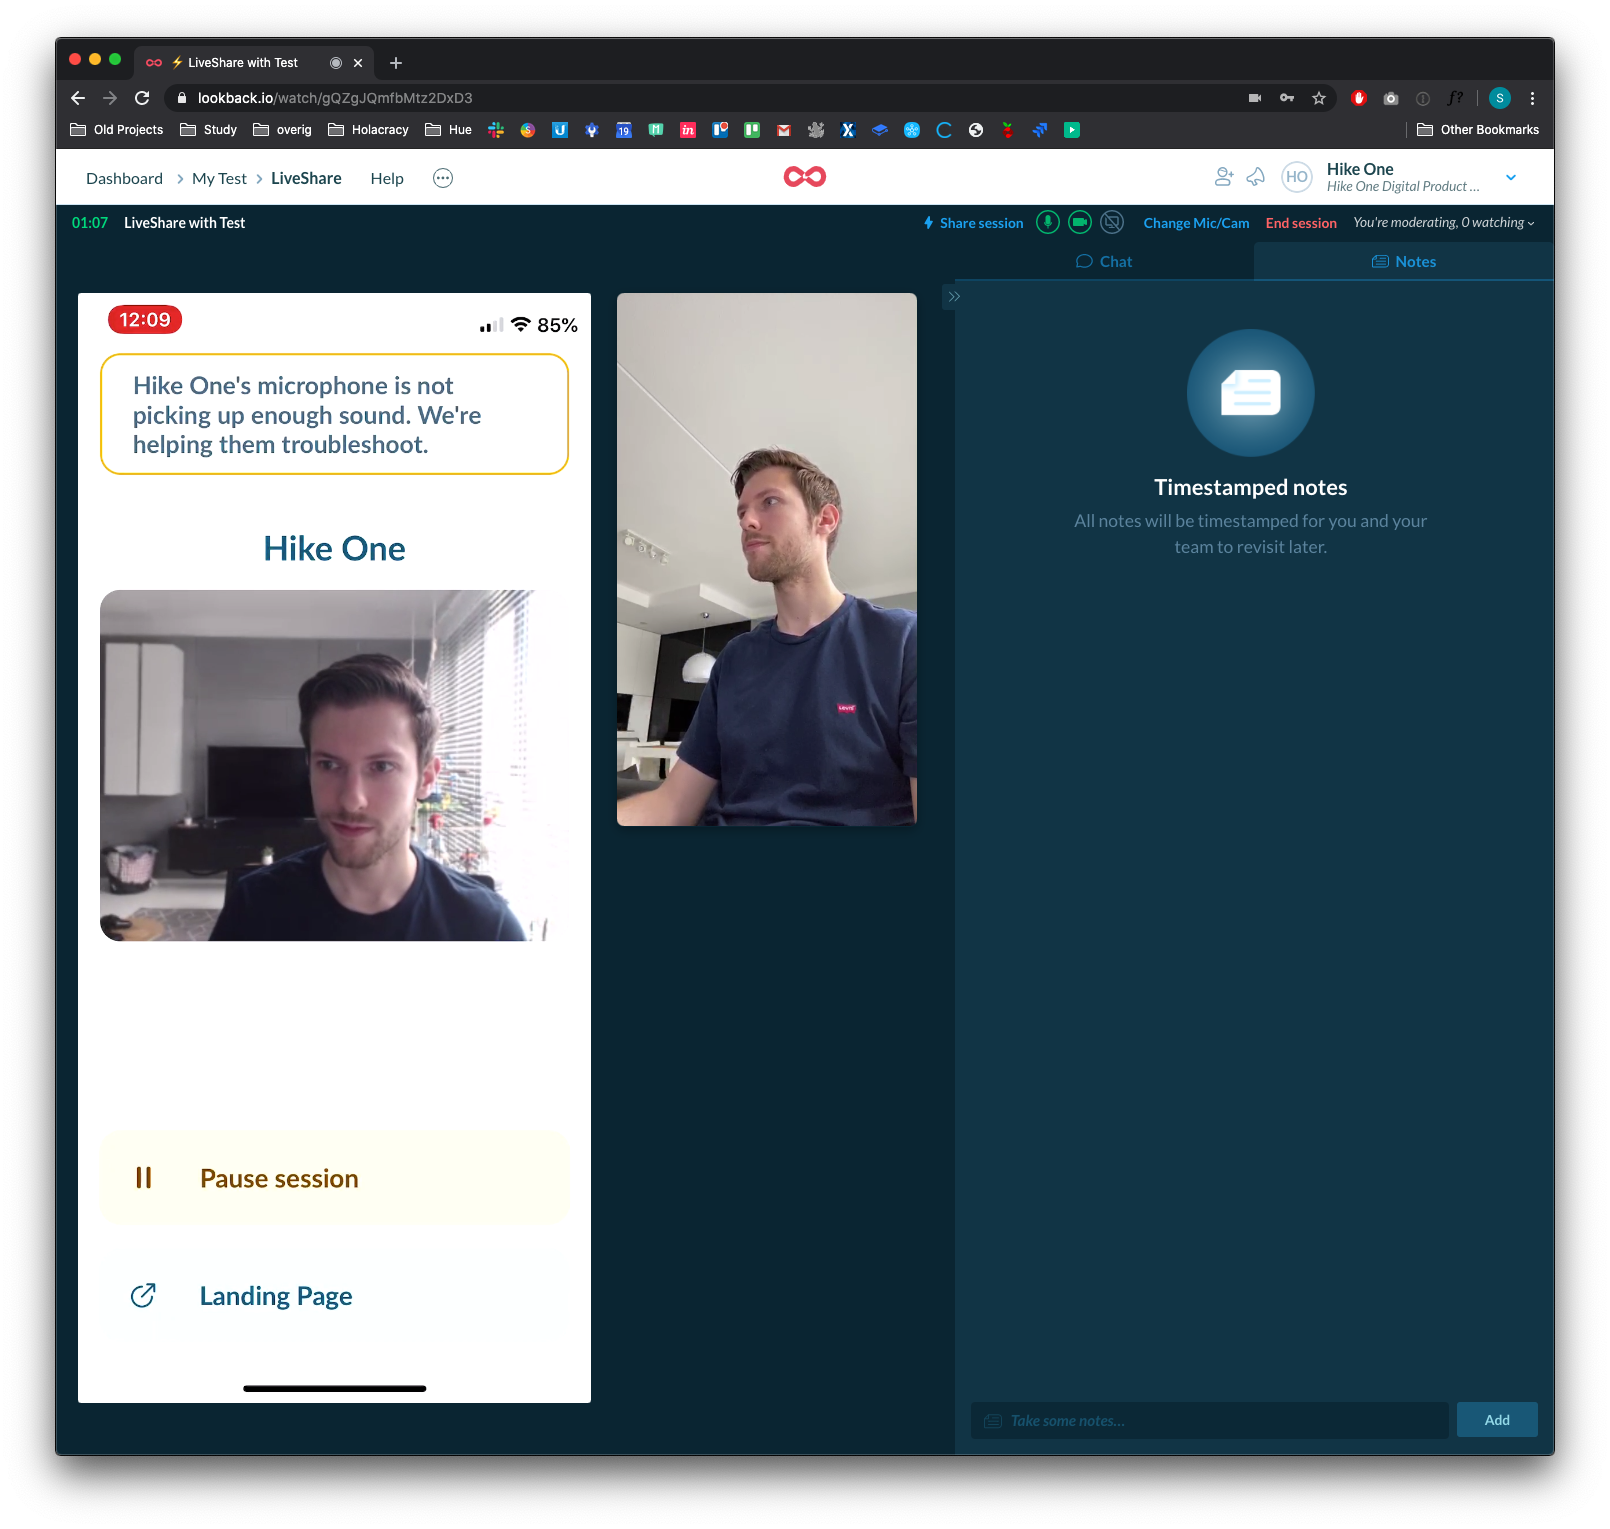 LiveShare with Test
lookback.io/watch/gQZgJQmfbMtz2DxD3
S
Old Projects
Study
overig
Holacracy
Hue
19
Other Bookmarks
Dashboard
My Test
LiveShare
Help
HO
Hike One
Hike One Digital Product ...
01:07
LiveShare with Test
Share session
Change Mic/Cam
End session
You're moderating, 0 watching
Chat
Notes
12:09
85%
Hike One's microphone is not
picking up enough sound. We're
helping them troubleshoot.
Hike One
Levi's
Pause session
Landing Page
Timestamped notes
All notes will be timestamped for you and your
team to revisit later.
Take some notes...
Add